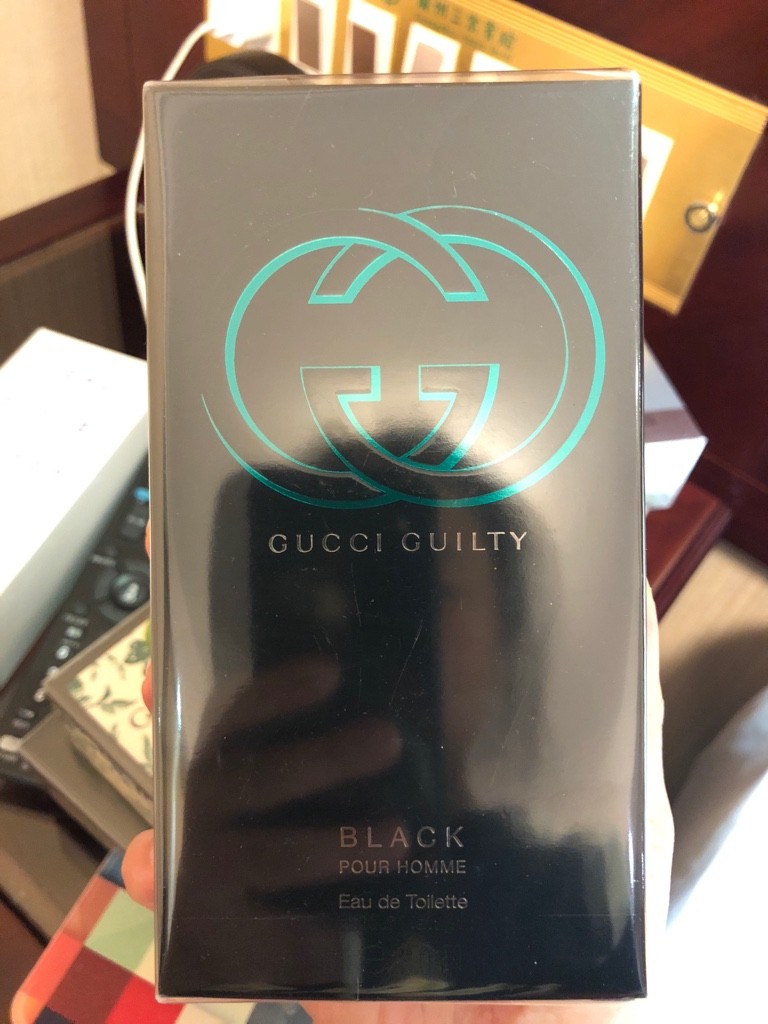 GUCCI GUILTY
BLACK
POUR HOMME
Eau de Toilette